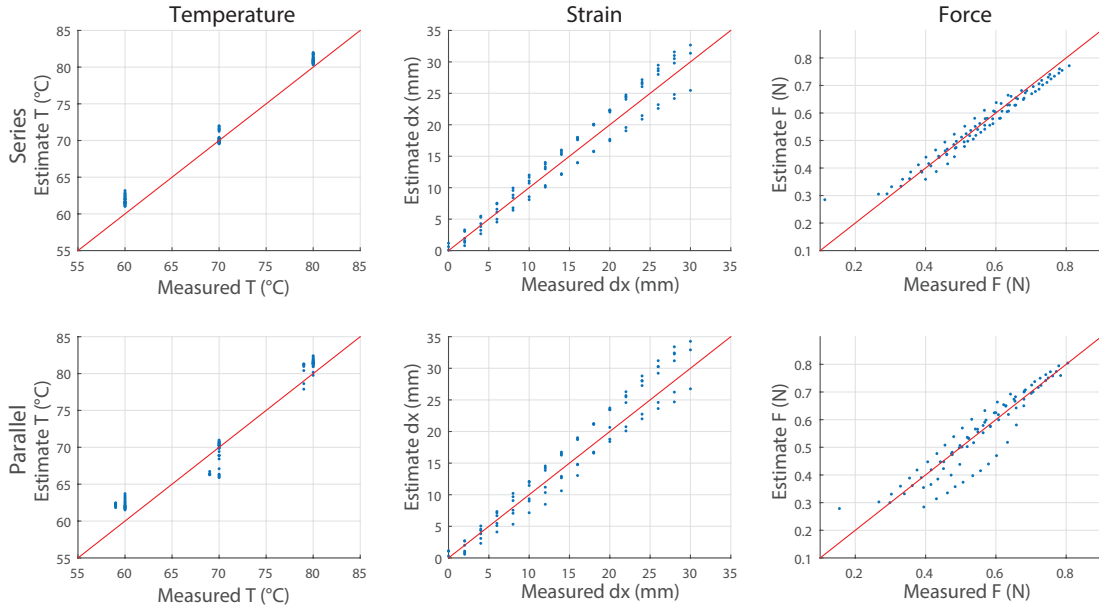 Temperature
Strain
Force
Series
Estimate T (°C)
85
80
75
70
65
60
55
55 60 65 70 75 80 85
Measured T (°C)
Estimate dx (mm)
35
30
25
20
15
10
5
0
0 5 10 15 20 25 30 35
Measured dx (mm)
Estimate F (N)
0.8
0.7
0.6
0.5
0.4
0.3
0.2
0.1
0.2 0.4 0.6 0.8
Measured F (N)
Parallel
Estimate T (°C)
85
80
75
70
65
60
55
55 60 65 70 75 80 85
Measured T (°C)
Estimate dx (mm)
35
30
25
20
15
10
5
0
0 5 10 15 20 25 30 35
Measured dx (mm)
Estimate F (N)
0.8
0.7
0.6
0.5
0.4
0.3
0.2
0.1
0.2 0.4 0.6 0.8
Measured F (N)